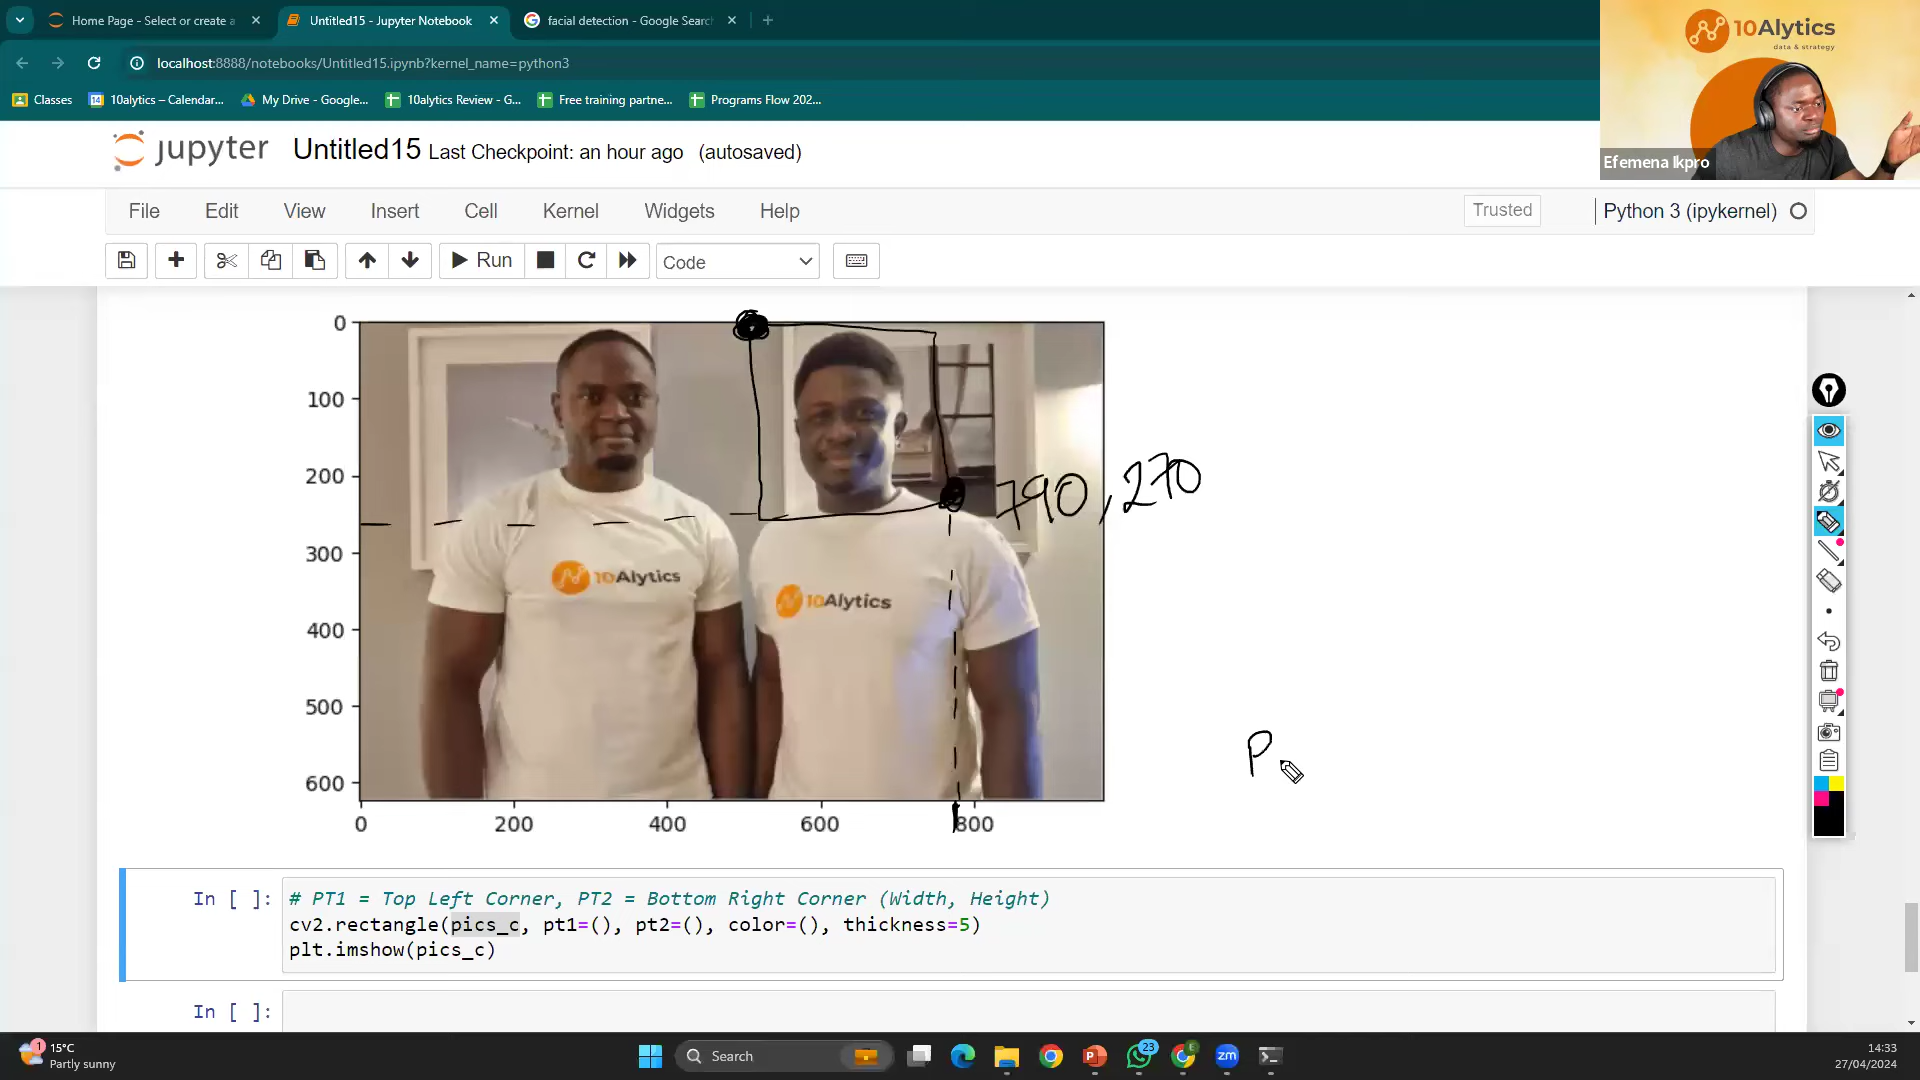 Home Page - Select or create a
Untitled15 - Jupyter Notebook
facial detection - Google Search
localhost:8888/notebooks/Untitled15.ipynb?kernel_name=python3
Classes
10alytics – Calendar...
My Drive - Google...
10alytics Review - G...
Free training partne...
Programs Flow 202...
10Alytics
data & strategy
Efemena Ikpro
jupyter
Untitled15 Last Checkpoint: an hour ago (autosaved)
File Edit View Insert Cell Kernel Widgets Help
Trusted
Python 3 (ipykernel)
Run
Code
0
100
200
300
400
500
600
0 200 400 600 800
10Alytics
10Alytics
790, 270
P
In [ ]:
# PT1 = Top Left Corner, PT2 = Bottom Right Corner (Width, Height)
cv2.rectangle(pics_c, pt1=(), pt2=(), color=(), thickness=5)
plt.imshow(pics_c)
In [ ]:
1
15°C
Partly sunny
Search
23
E
zm
14:33
27/04/2024